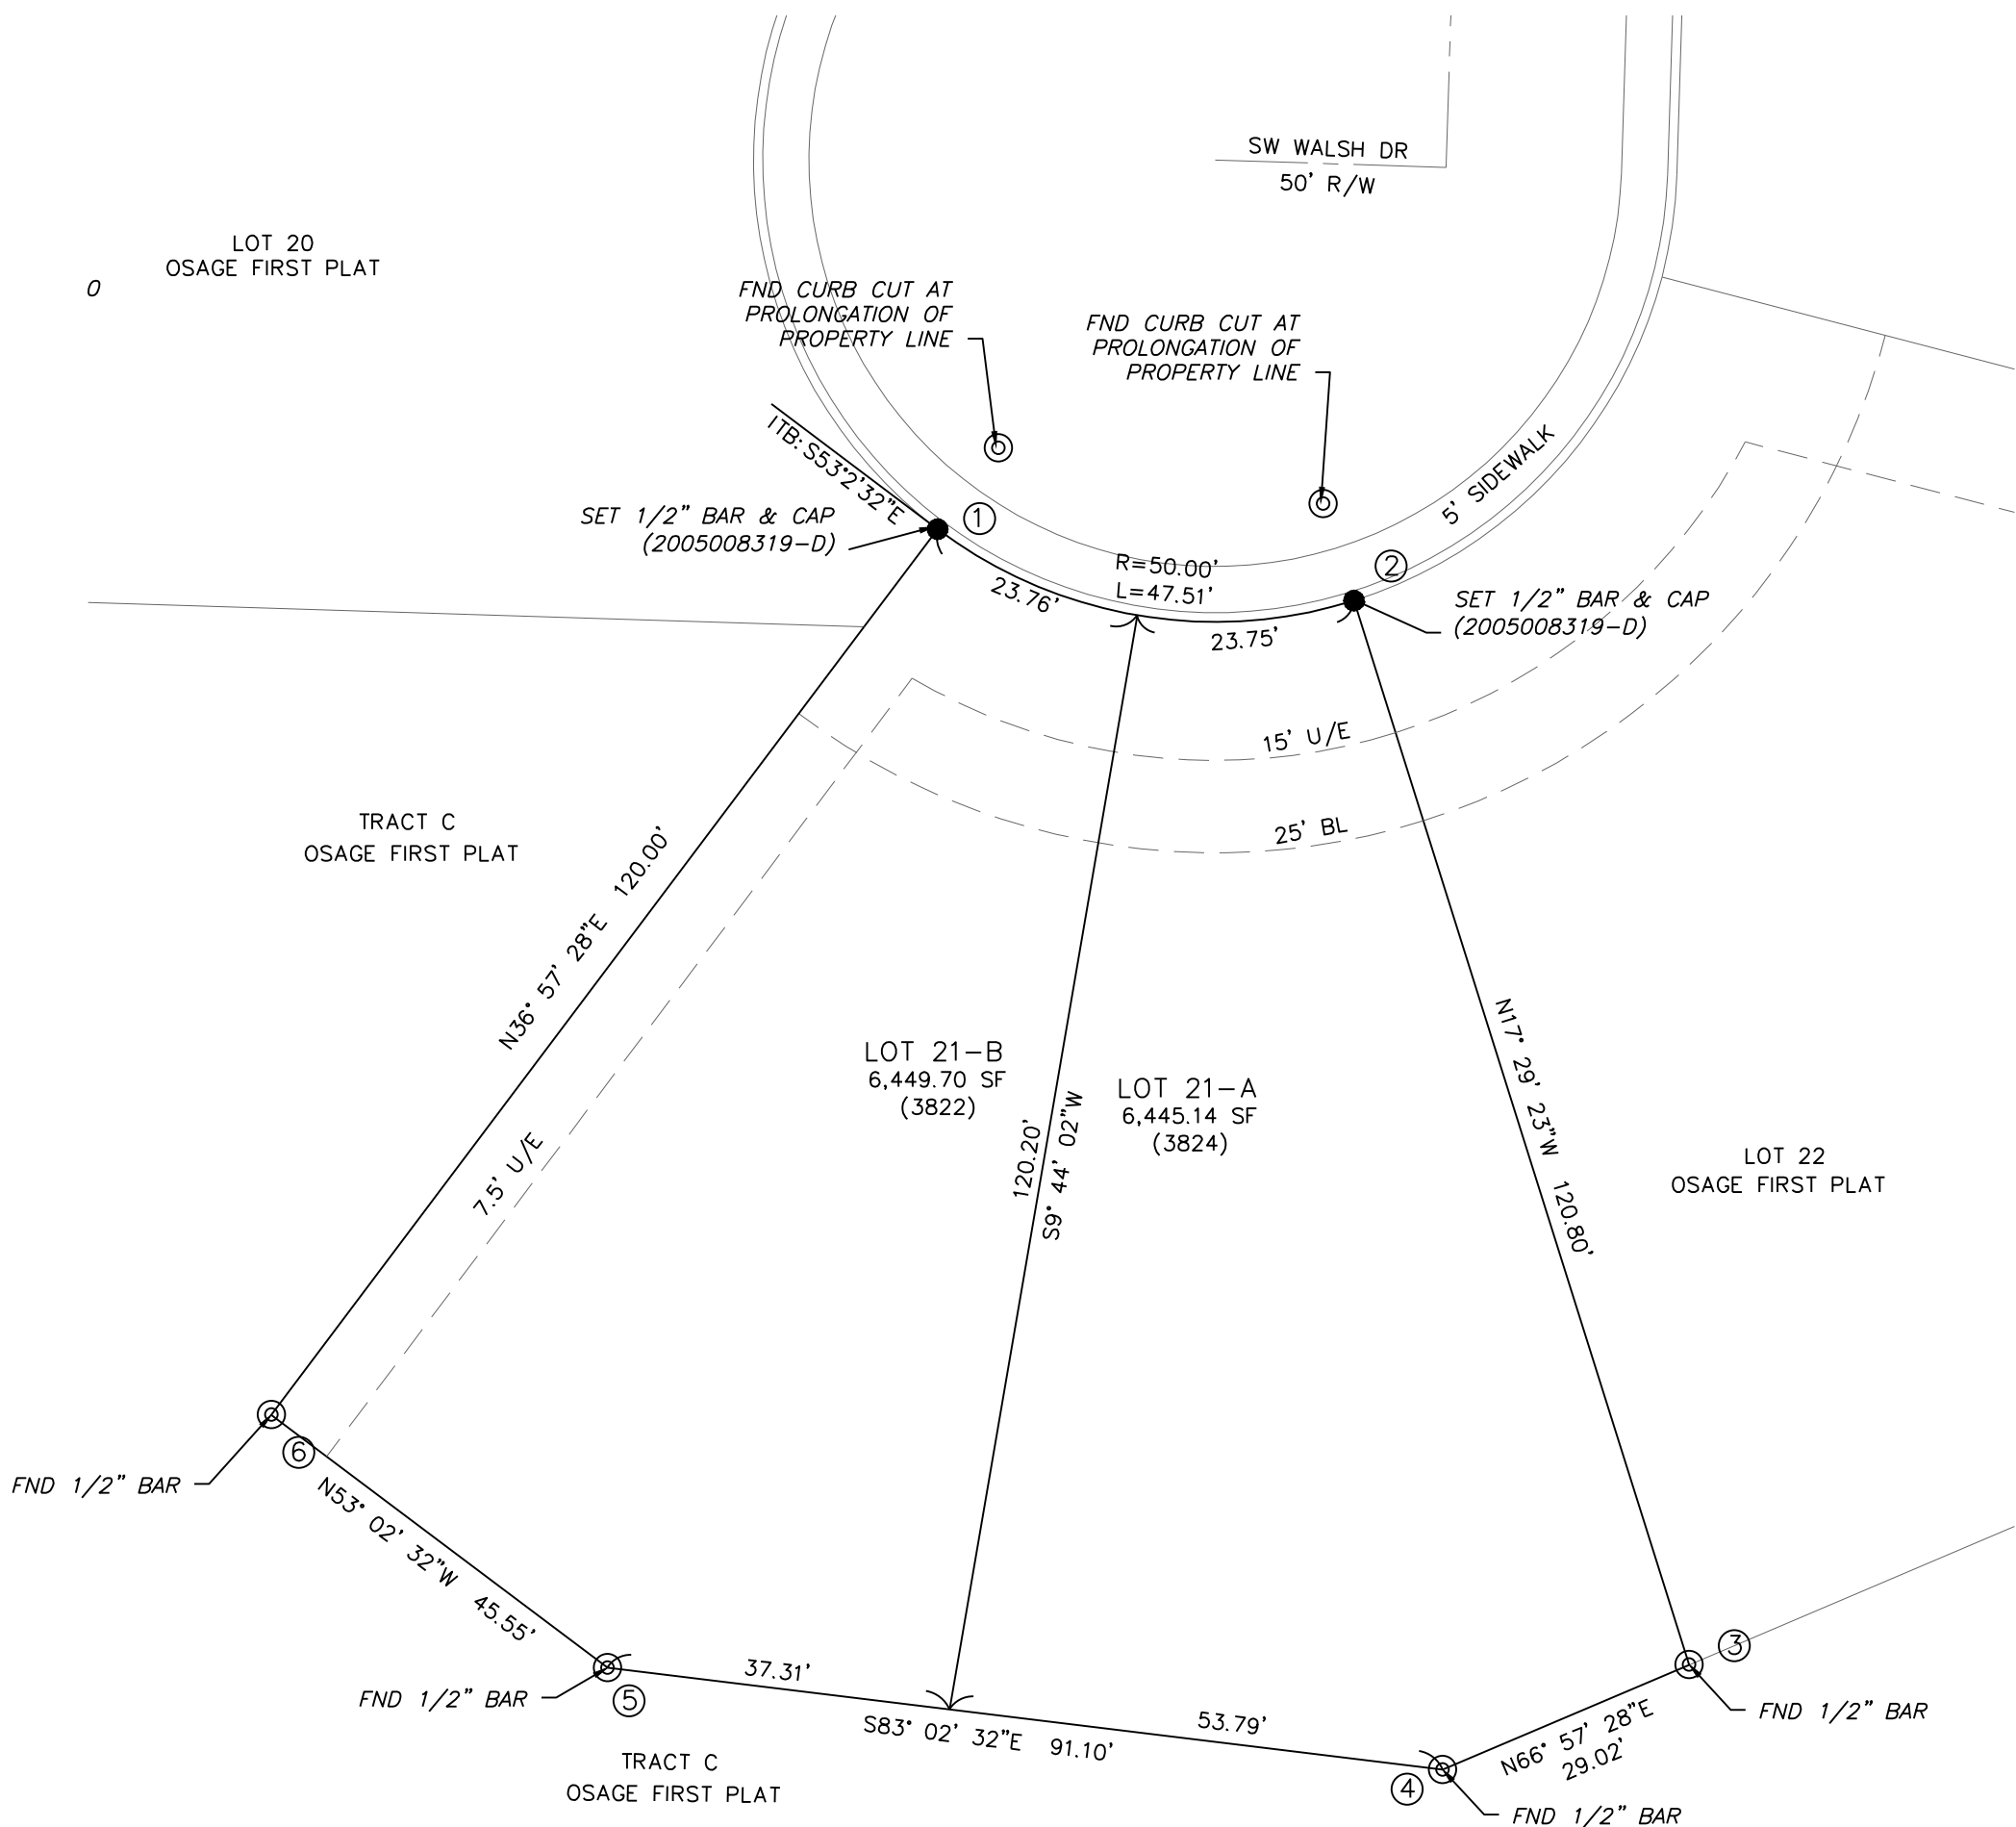 SW WALSH DR
50' R/W
LOT 20
OSAGE FIRST PLAT
0
FND CURB CUT AT
PROLONGATION OF
PROPERTY LINE
FND CURB CUT AT
PROLONGATION OF
PROPERTY LINE
ITB: S53°2'32"E
5' SIDEWALK
SET 1/2" BAR & CAP
(2005008319-D)
1
2
R=50.00'
L=47.51'
23.76'
23.75'
SET 1/2" BAR & CAP
(2005008319-D)
15' U/E
25' BL
TRACT C
OSAGE FIRST PLAT
N36° 57' 28"E 120.00'
7.5' U/E
LOT 21-B
6,449.70 SF
(3822)
LOT 21-A
6,445.14 SF
(3824)
120.20'
S9° 44' 02"W
N17° 29' 23"W 120.80'
LOT 22
OSAGE FIRST PLAT
6
FND 1/2" BAR
N53° 02' 32"W 45.55'
FND 1/2" BAR
5
37.31'
S83° 02' 32"E 91.10'
53.79'
3
FND 1/2" BAR
N66° 57' 28"E
29.02'
4
FND 1/2" BAR
TRACT C
OSAGE FIRST PLAT